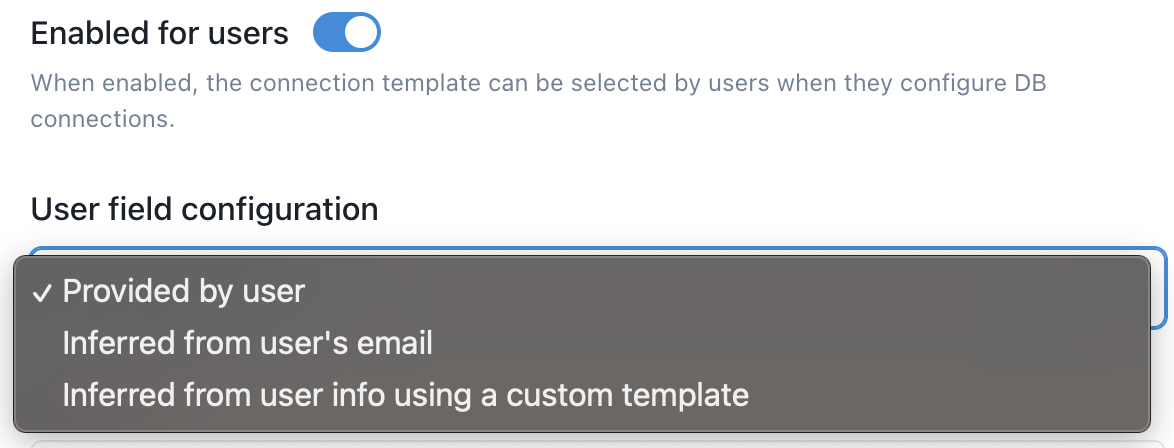 Enabled for users
When enabled, the connection template can be selected by users when they configure DB
connections.
User field configuration
✓ Provided by user
Inferred from user's email
Inferred from user info using a custom template